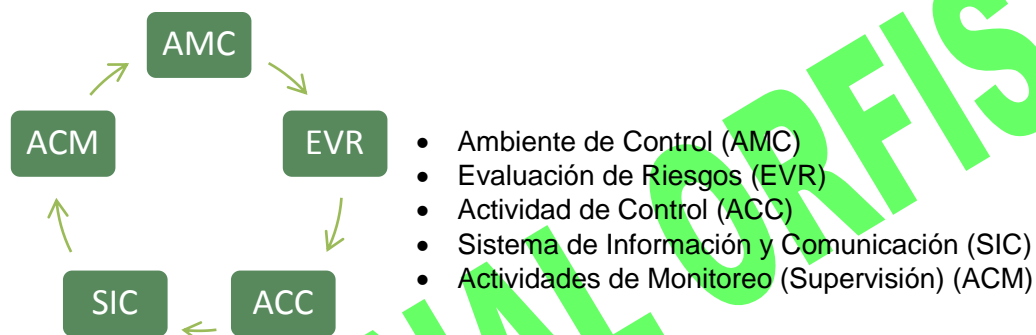 AMC
ACM
EVR
SIC
ACC
• Ambiente de Control (AMC)
• Evaluación de Riesgos (EVR)
• Actividad de Control (ACC)
• Sistema de Información y Comunicación (SIC)
• Actividades de Monitoreo (Supervisión) (ACM)
ORFIS